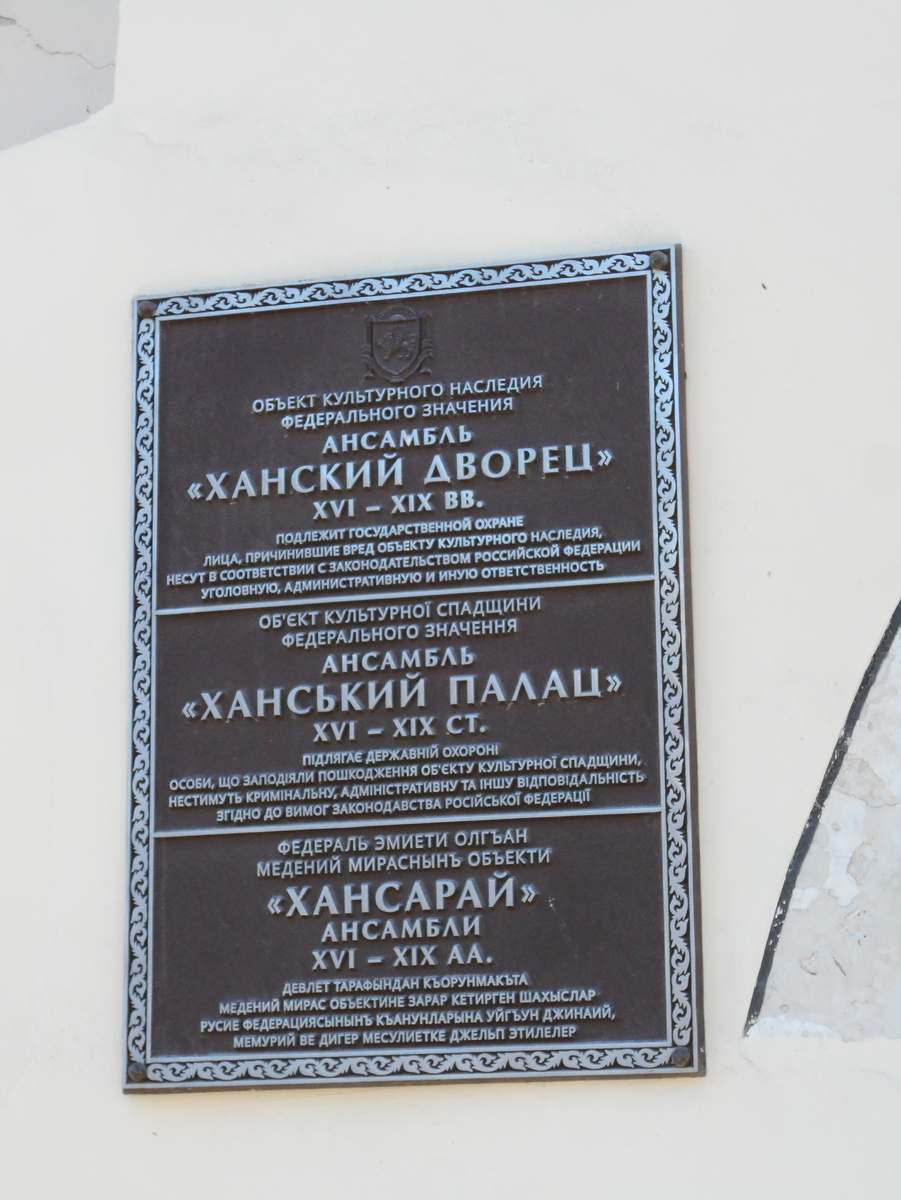 ОБЪЕКТ КУЛЬТУРНОГО НАСЛЕДИЯ
ФЕДЕРАЛЬНОГО ЗНАЧЕНИЯ
АНСАМБЛЬ
«ХАНСКИЙ ДВОРЕЦ»
XVI – XIX ВВ.
ПОДЛЕЖИТ ГОСУДАРСТВЕННОЙ ОХРАНЕ
ЛИЦА, ПРИЧИНИВШИЕ ВРЕД ОБЪЕКТУ КУЛЬТУРНОГО НАСЛЕДИЯ,
НЕСУТ В СООТВЕТСТВИИ С ЗАКОНОДАТЕЛЬСТВОМ РОССИЙСКОЙ ФЕДЕРАЦИИ
УГОЛОВНУЮ, АДМИНИСТРАТИВНУЮ И ИНУЮ ОТВЕТСТВЕННОСТЬ
ОБ'ЄКТ КУЛЬТУРНОЇ СПАДЩИНИ
ФЕДЕРАЛЬНОГО ЗНАЧЕННЯ
АНСАМБЛЬ
«ХАНСЬКИЙ ПАЛАЦ»
XVI – XIX СТ.
ПІДЛЯГАЄ ДЕРЖАВНІЙ ОХОРОНІ
ОСОБИ, ЩО ЗАПОДІЯЛИ ПОШКОДЖЕННЯ ОБ'ЄКТУ КУЛЬТУРНОЇ СПАДЩИНИ,
НЕСТИМУТЬ КРИМІНАЛЬНУ, АДМІНІСТРАТИВНУ ТА ІНШУ ВІДПОВІДАЛЬНІСТЬ
ЗГІДНО ДО ВИМОГ ЗАКОНОДАВСТВА РОСІЙСЬКОЇ ФЕДЕРАЦІЇ
ФЕДЕРАЛЬ ЭМИЕТИ ОЛГЪАН
МЕДЕНИЙ МИРАСНЫНЪ ОБЪЕКТИ
«ХАНСАРАЙ»
АНСАМБЛИ
XVI – XIX АА.
ДЕВЛЕТ ТАРАФЫНДАН КЪОРУНМАКЪТА
МЕДЕНИЙ МИРАС ОБЪЕКТИНЕ ЗАРАР КЕТИРГЕН ШАХЫСЛАР
РУСИЕ ФЕДЕРАЦИЯСЫНЫНЪ КЪАНУНЛАРЫНА УЙГЪУН ДЖИНАИЙ,
МЕМУРИЙ ВЕ ДИГЕР МЕСУЛИЕТКЕ ДЖЕЛЬП ЭТИЛЕЛЕР